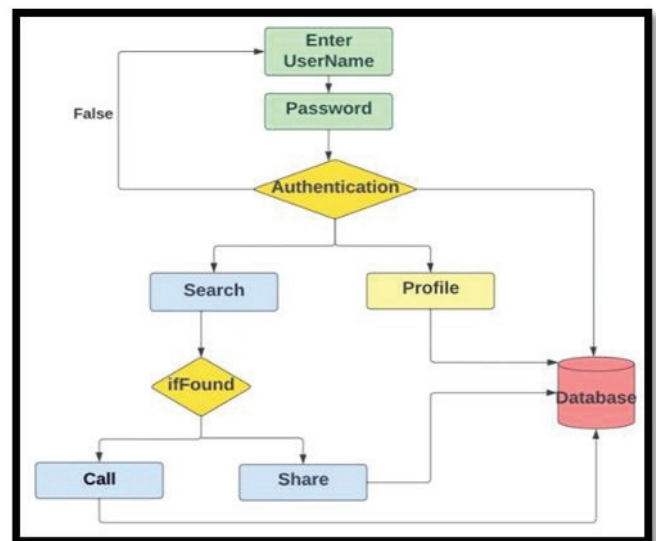 Enter
UserName
False
Password
Authentication
Search
Profile
ifFound
Database
Call
Share